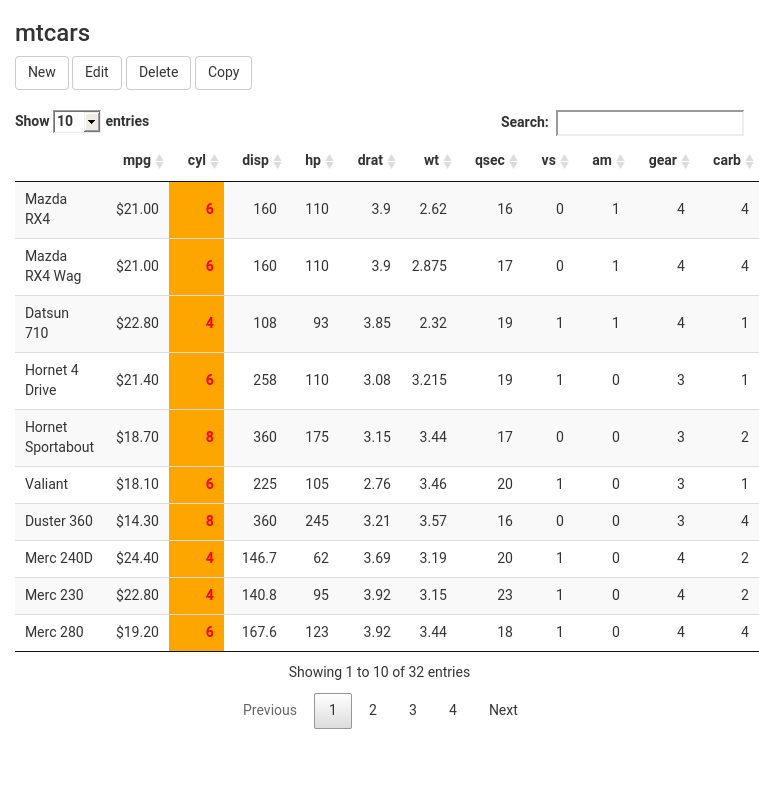 mtcars
New Edit Delete Copy
Show 10 entries Search:
mpg cyl disp hp drat wt qsec vs am gear carb
Mazda
RX4 $21.00 6 160 110 3.9 2.62 16 0 1 4 4
Mazda
RX4 Wag $21.00 6 160 110 3.9 2.875 17 0 1 4 4
Datsun
710 $22.80 4 108 93 3.85 2.32 19 1 1 4 1
Hornet 4
Drive $21.40 6 258 110 3.08 3.215 19 1 0 3 1
Hornet
Sportabout $18.70 8 360 175 3.15 3.44 17 0 0 3 2
Valiant $18.10 6 225 105 2.76 3.46 20 1 0 3 1
Duster 360 $14.30 8 360 245 3.21 3.57 16 0 0 3 4
Merc 240D $24.40 4 146.7 62 3.69 3.19 20 1 0 4 2
Merc 230 $22.80 4 140.8 95 3.92 3.15 23 1 0 4 2
Merc 280 $19.20 6 167.6 123 3.92 3.44 18 1 0 4 4
Showing 1 to 10 of 32 entries
Previous 1 2 3 4 Next